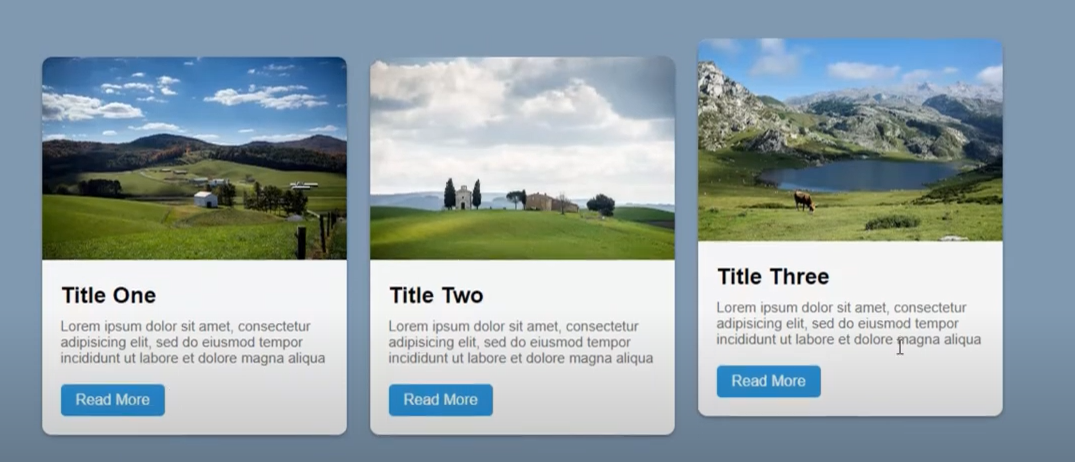 Title One
Lorem ipsum dolor sit amet, consectetur
adipisicing elit, sed do eiusmod tempor
incididunt ut labore et dolore magna aliqua
Read More
Title Two
Lorem ipsum dolor sit amet, consectetur
adipisicing elit, sed do eiusmod tempor
incididunt ut labore et dolore magna aliqua
Read More
Title Three
Lorem ipsum dolor sit amet, consectetur
adipisicing elit, sed do eiusmod tempor
incididunt ut labore et dolore magna aliqua
Read More